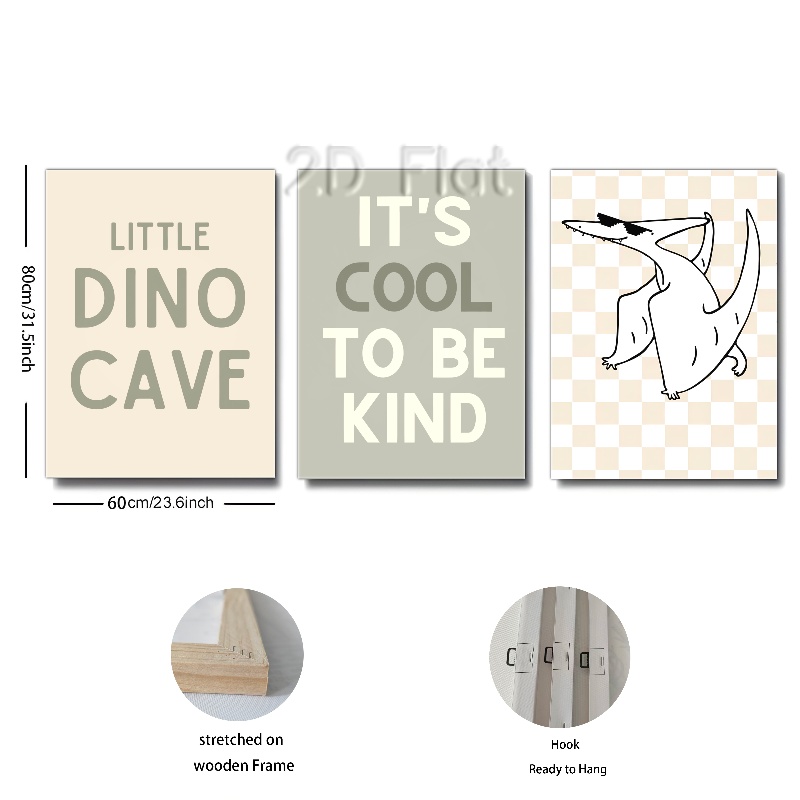 2D Flat
LITTLE
DINO
CAVE
IT'S
COOL
TO BE
KIND
80cm/31.5inch
60cm/23.6inch
stretched on
wooden Frame
Hook
Ready to Hang